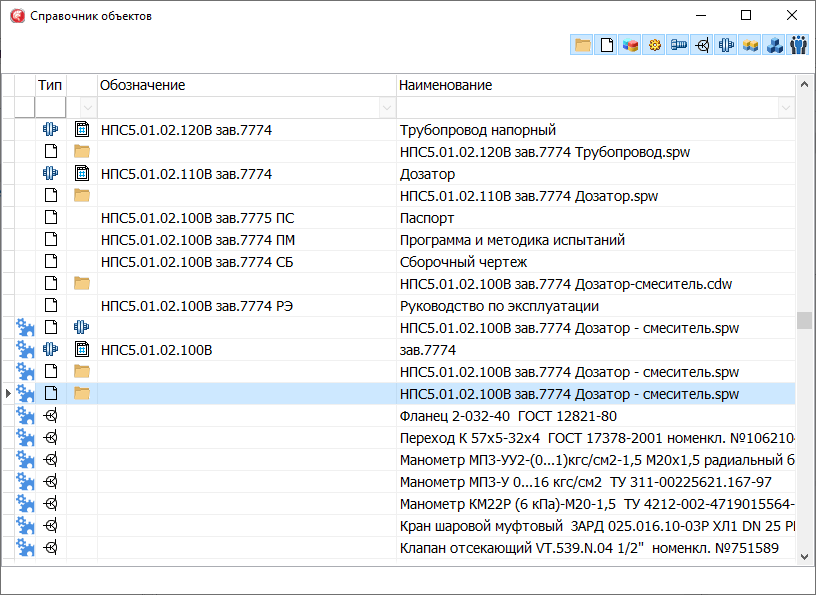 Справочник объектов
Тип Обозначение Наименование
НПС5.01.02.120В зав.7774 Трубопровод напорный
НПС5.01.02.120В зав.7774 Трубопровод.spw
НПС5.01.02.110В зав.7774 Дозатор
НПС5.01.02.110В зав.7774 Дозатор.spw
НПС5.01.02.100В зав.7775 ПС Паспорт
НПС5.01.02.100В зав.7774 ПМ Программа и методика испытаний
НПС5.01.02.100В зав.7774 СБ Сборочный чертеж
НПС5.01.02.100В зав.7774 Дозатор-смеситель.cdw
НПС5.01.02.100В зав.7774 РЭ Руководство по эксплуатации
НПС5.01.02.100В зав.7774 Дозатор - смеситель.spw
НПС5.01.02.100В зав.7774
НПС5.01.02.100В зав.7774 Дозатор - смеситель.spw
НПС5.01.02.100В зав.7774 Дозатор - смеситель.spw
Фланец 2-032-40 ГОСТ 12821-80
Переход К 57х5-32х4 ГОСТ 17378-2001 номенкл. №106210-
Манометр МП3-УУ2-(0...1)кгс/см2-1,5 М20х1,5 радиальный б
Манометр МП3-У 0...16 кгс/см2 ТУ 311-00225621.167-97
Манометр КМ22Р (6 кПа)-М20-1,5 ТУ 4212-002-4719015564-
Кран шаровой муфтовый ЗАРД 025.016.10-03Р ХЛ1 DN 25 P
Клапан отсекающий VT.539.N.04 1/2" номенкл. №751589